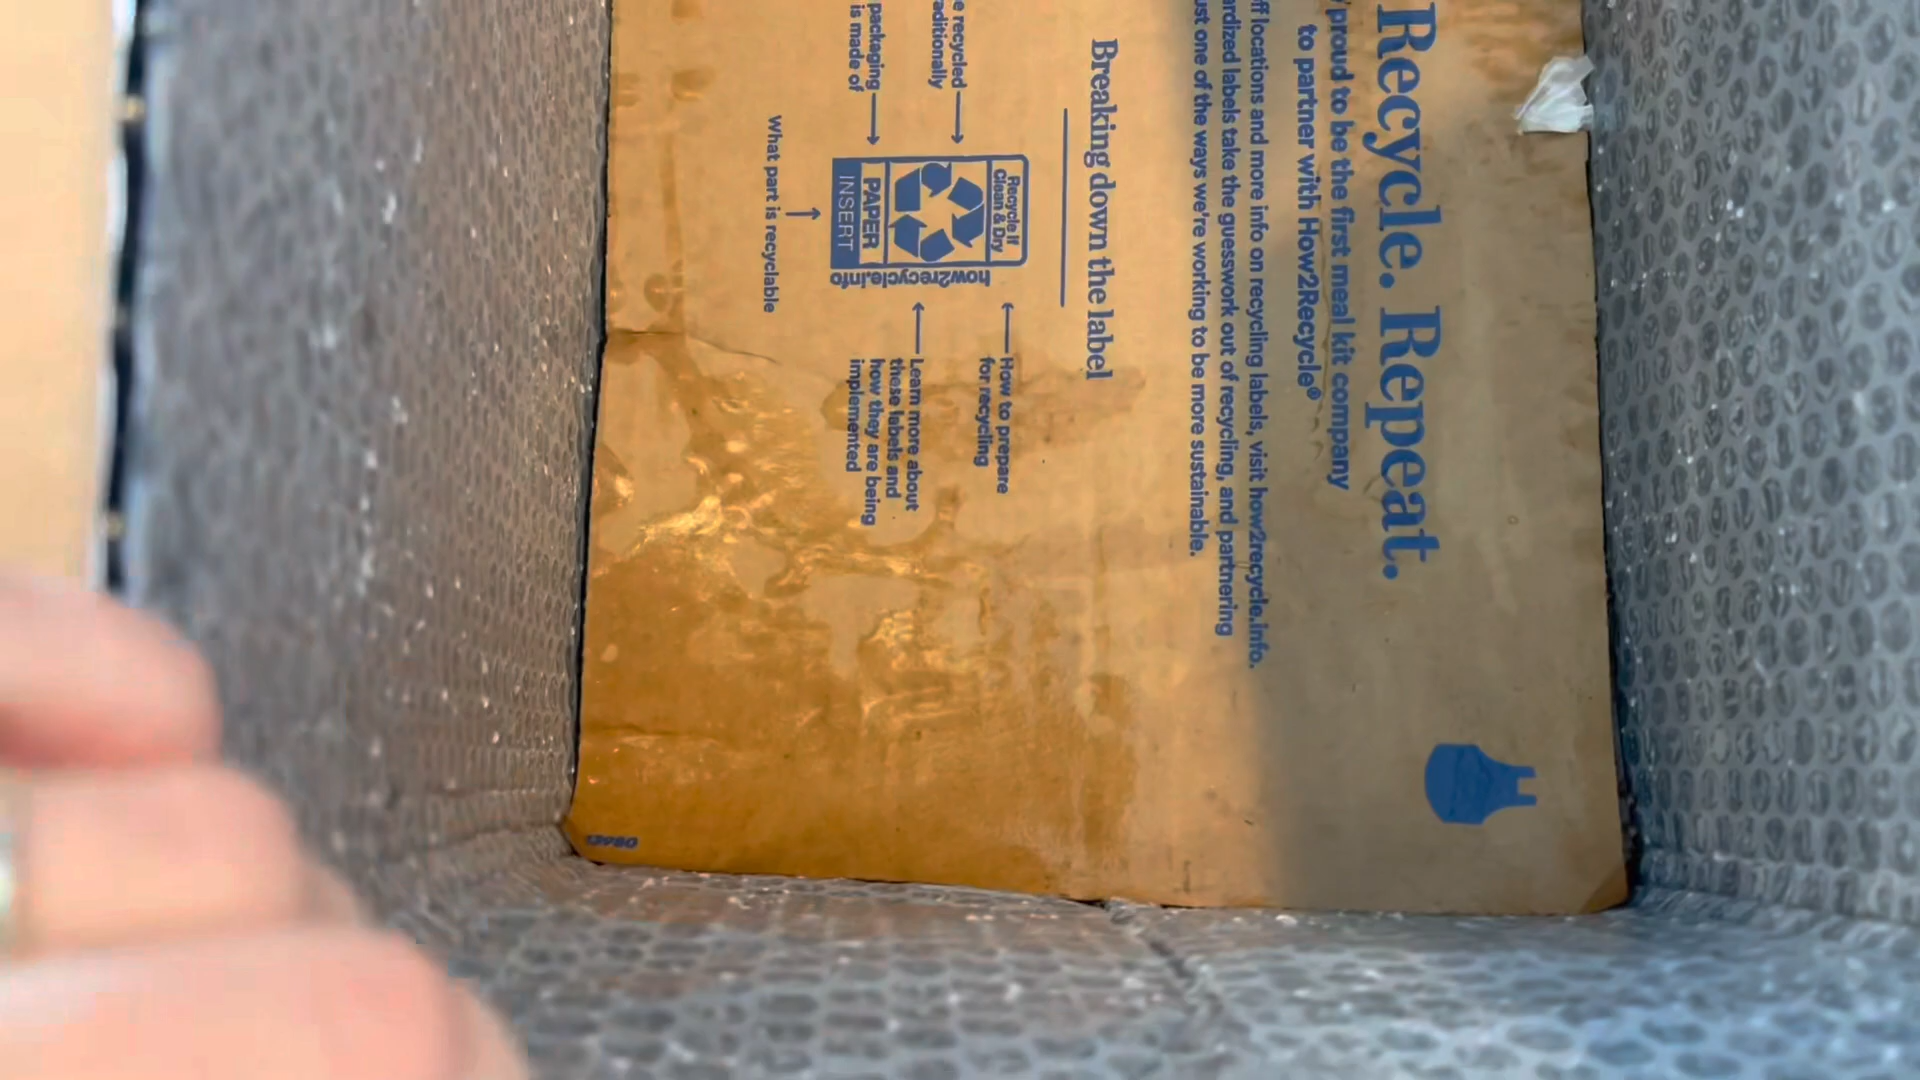 Recycle. Repeat.
proud to be the first meal kit company
to partner with How2Recycle®
locations and more info on recycling labels, visit how2recycle.info.
labels take the guesswork out of recycling, and partnering
one of the ways we're working to be more sustainable.
Breaking down the label
recycled
packaging
is made of
Recycle If
Clean & Dry
PAPER
INSERT
how2recycle.info
How to prepare
for recycling
Learn more about
these labels and
how they are being
implemented
What part is recyclable